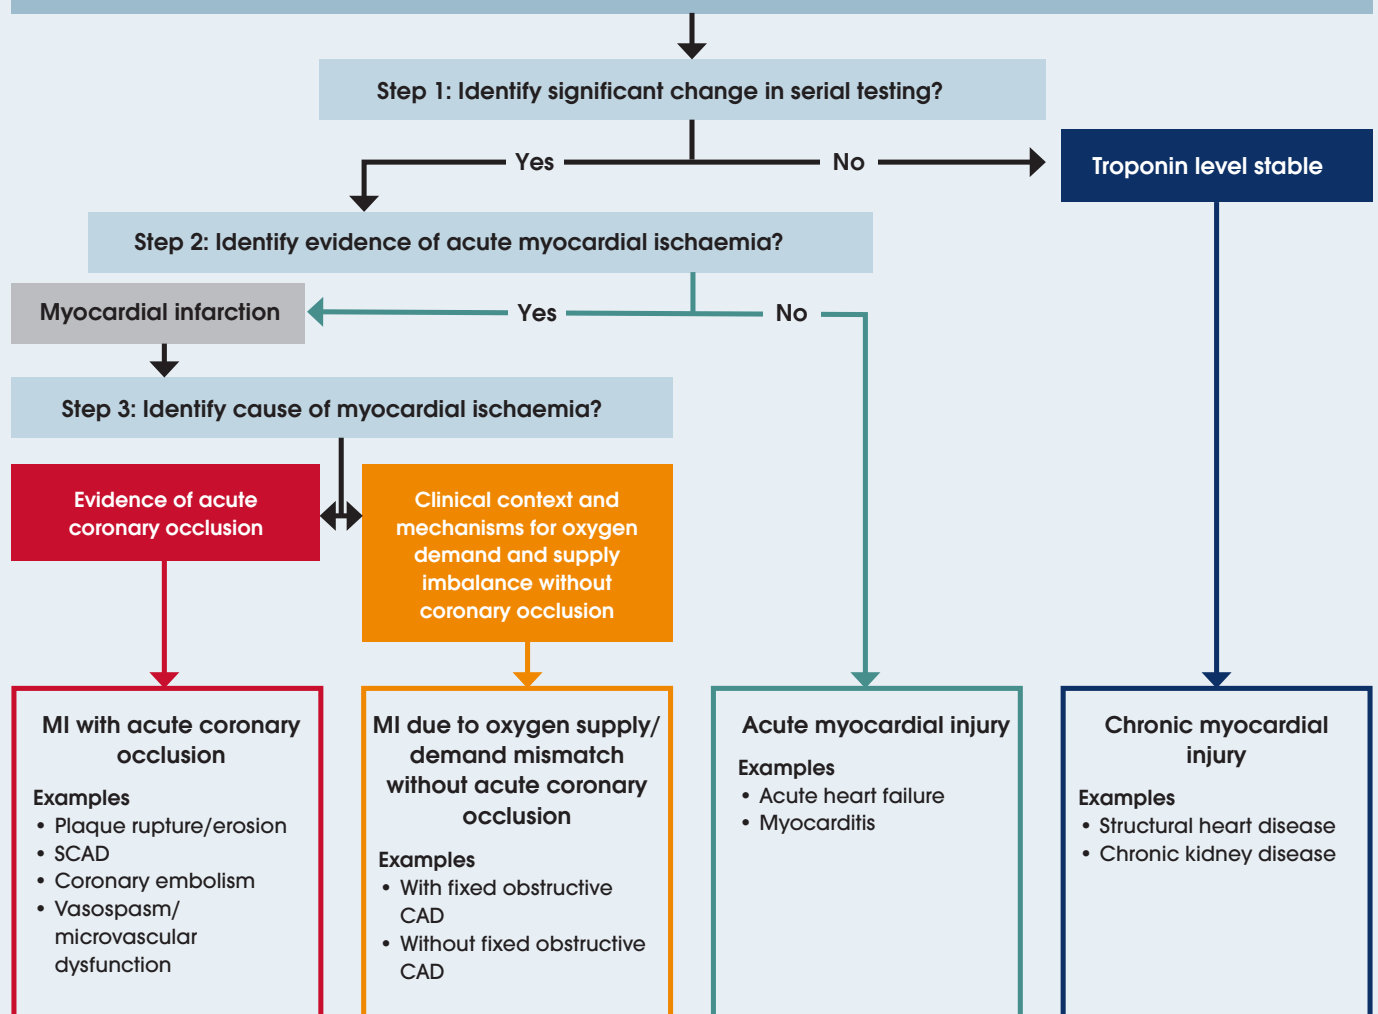 Step 1: Identify significant change in serial testing?
Yes
No
Troponin level stable
Step 2: Identify evidence of acute myocardial ischaemia?
Myocardial infarction
Yes
No
Step 3: Identify cause of myocardial ischaemia?
Evidence of acute
coronary occlusion
Clinical context and
mechanisms for oxygen
demand and supply
imbalance without
coronary occlusion
MI with acute coronary
occlusion
Examples
• Plaque rupture/erosion
• SCAD
• Coronary embolism
• Vasospasm/
microvascular
dysfunction
MI due to oxygen supply/
demand mismatch
without acute coronary
occlusion
Examples
• With fixed obstructive
CAD
• Without fixed obstructive
CAD
Acute myocardial injury
Examples
• Acute heart failure
• Myocarditis
Chronic myocardial
injury
Examples
• Structural heart disease
• Chronic kidney disease